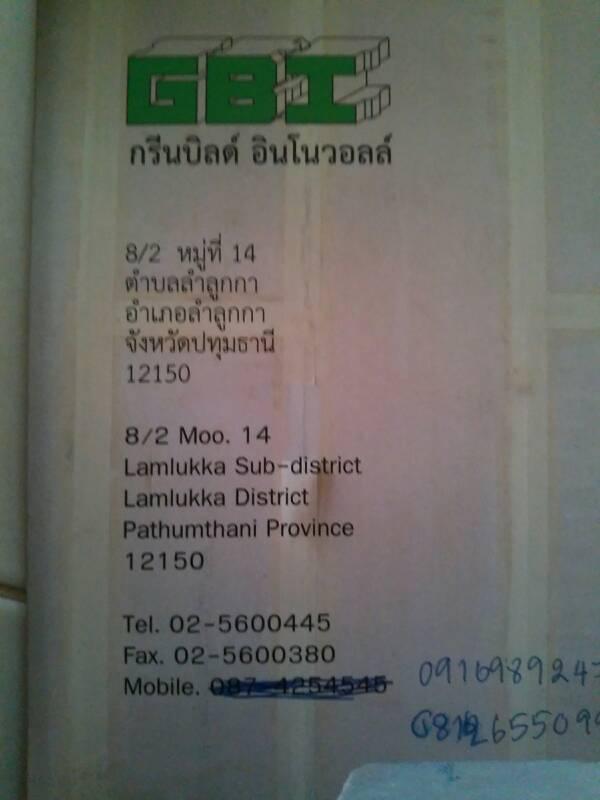 GBI
กรีนบิลด์ อินโนวอลล์
8/2 หมู่ที่ 14
ตำบลลำลูกกา
อำเภอลำลูกกา
จังหวัดปทุมธานี
12150
8/2 Moo. 14
Lamlukka Sub-district
Lamlukka District
Pathumthani Province
12150
Tel. 02-5600445
Fax. 02-5600380
Mobile. 087-4254545